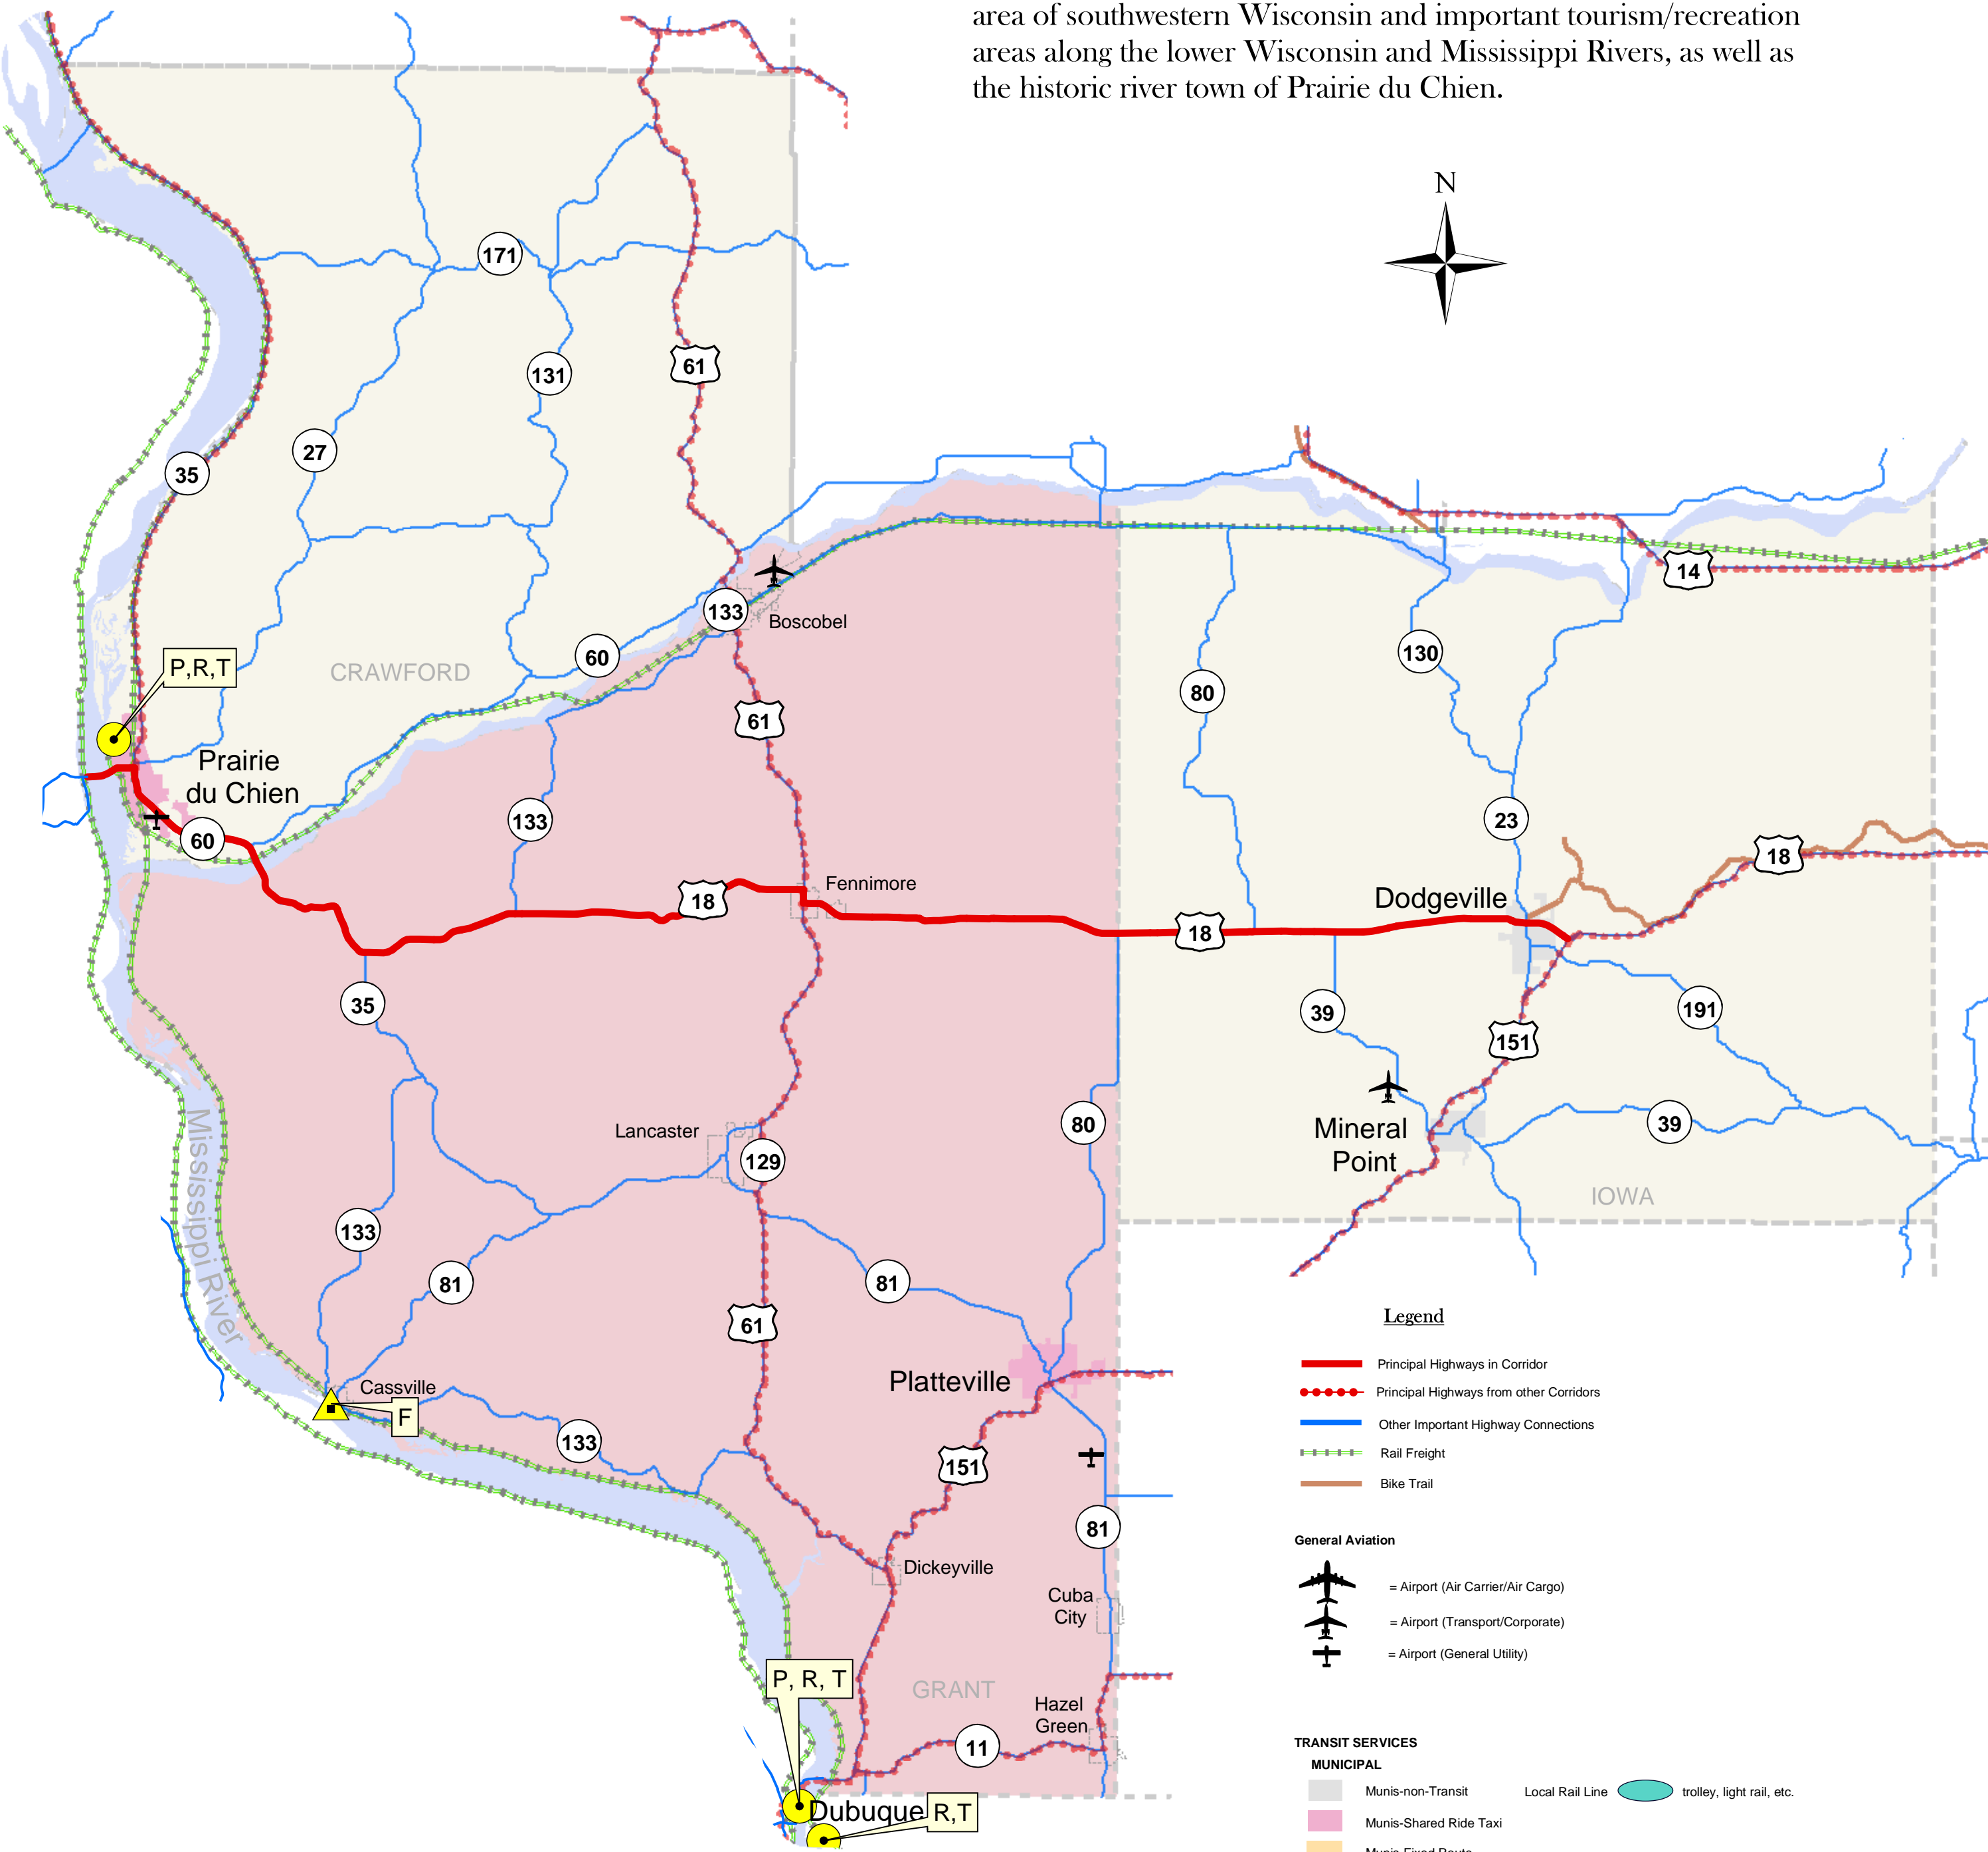 area of southwestern Wisconsin and important tourism/recreation
areas along the lower Wisconsin and Mississippi Rivers, as well as
the historic river town of Prairie du Chien.
N
171
61
131
27
35
14
133
Boscobel
60
130
CRAWFORD
P,R,T
80
61
Prairie
du Chien
133
23
60
18
Fennimore
Dodgeville
18
18
35
39
191
151
Lancaster
129
80
Mineral
Point
39
Mississippi River
133
IOWA
81
81
61
Platteville
Cassville
F
133
151
81
Dickeyville
Cuba
City
P, R, T
GRANT
Hazel
Green
11
Dubuque
R,T
Legend
Principal Highways in Corridor
Principal Highways from other Corridors
Other Important Highway Connections
Rail Freight
Bike Trail
General Aviation
= Airport (Air Carrier/Air Cargo)
= Airport (Transport/Corporate)
= Airport (General Utility)
TRANSIT SERVICES
MUNICIPAL
Munis-non-Transit
Local Rail Line
trolley, light rail, etc.
Munis-Shared Ride Taxi